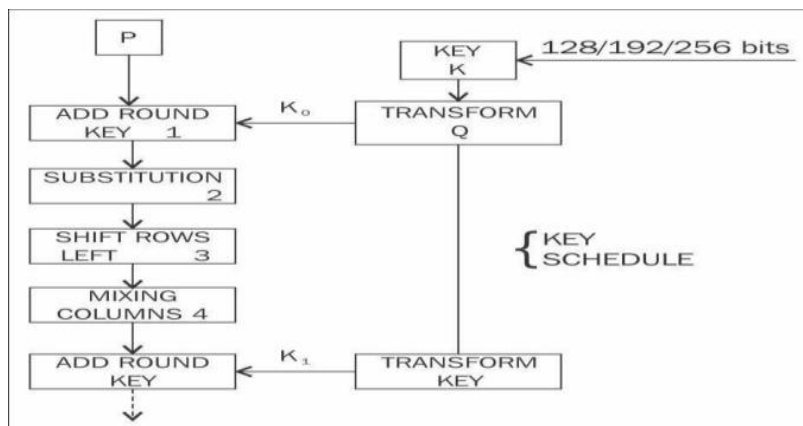 P
KEY
K
128/192/256 bits
ADD ROUND
KEY 1
K₀
TRANSFORM
Q
SUBSTITUTION
2
SHIFT ROWS
LEFT 3
{ KEY
SCHEDULE
MIXING
COLUMNS 4
ADD ROUND
KEY
K₁
TRANSFORM
KEY